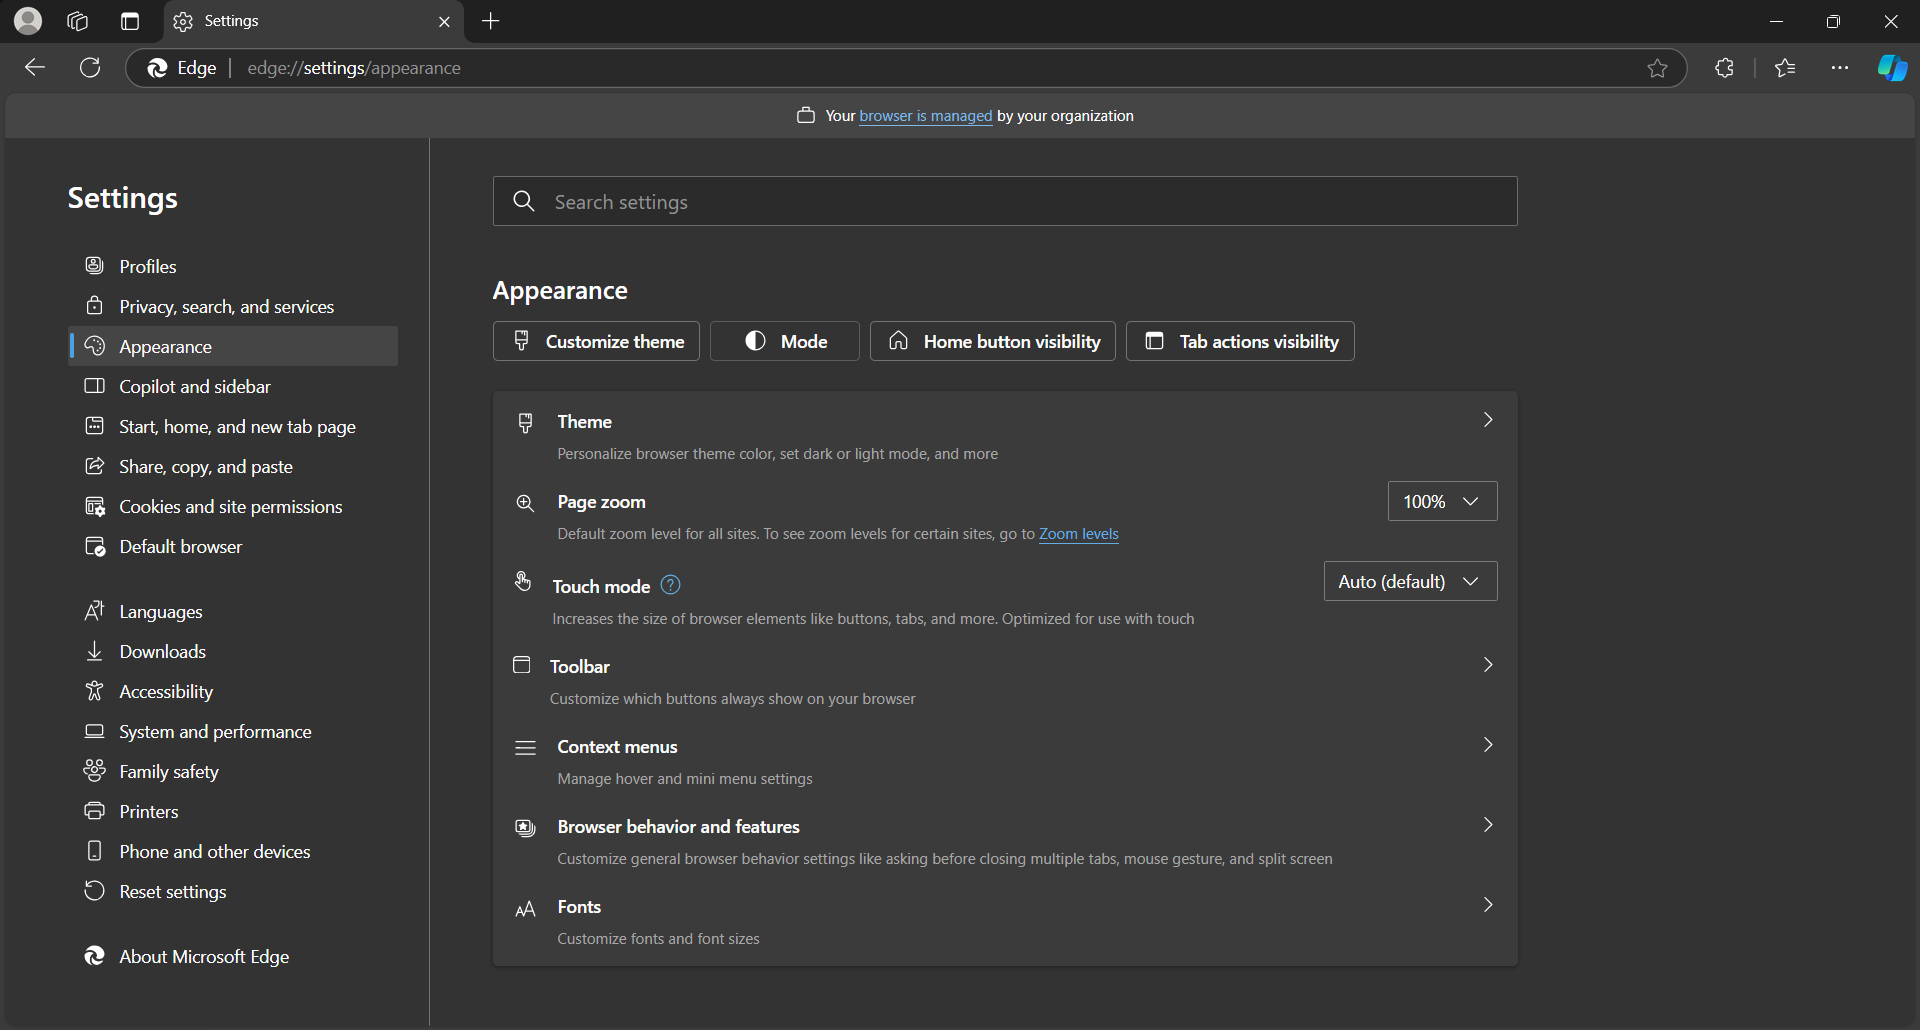 Settings
Edge
edge://settings/appearance
Your browser is managed by your organization
Settings
Profiles
Privacy, search, and services
Appearance
Copilot and sidebar
Start, home, and new tab page
Share, copy, and paste
Cookies and site permissions
Default browser
Languages
Downloads
Accessibility
System and performance
Family safety
Printers
Phone and other devices
Reset settings
About Microsoft Edge
Search settings
Appearance
Customize theme
Mode
Home button visibility
Tab actions visibility
Theme
Personalize browser theme color, set dark or light mode, and more
Page zoom
100%
Default zoom level for all sites. To see zoom levels for certain sites, go to Zoom levels
Touch mode
Auto (default)
Increases the size of browser elements like buttons, tabs, and more. Optimized for use with touch
Toolbar
Customize which buttons always show on your browser
Context menus
Manage hover and mini menu settings
Browser behavior and features
Customize general browser behavior settings like asking before closing multiple tabs, mouse gesture, and split screen
Fonts
Customize fonts and font sizes